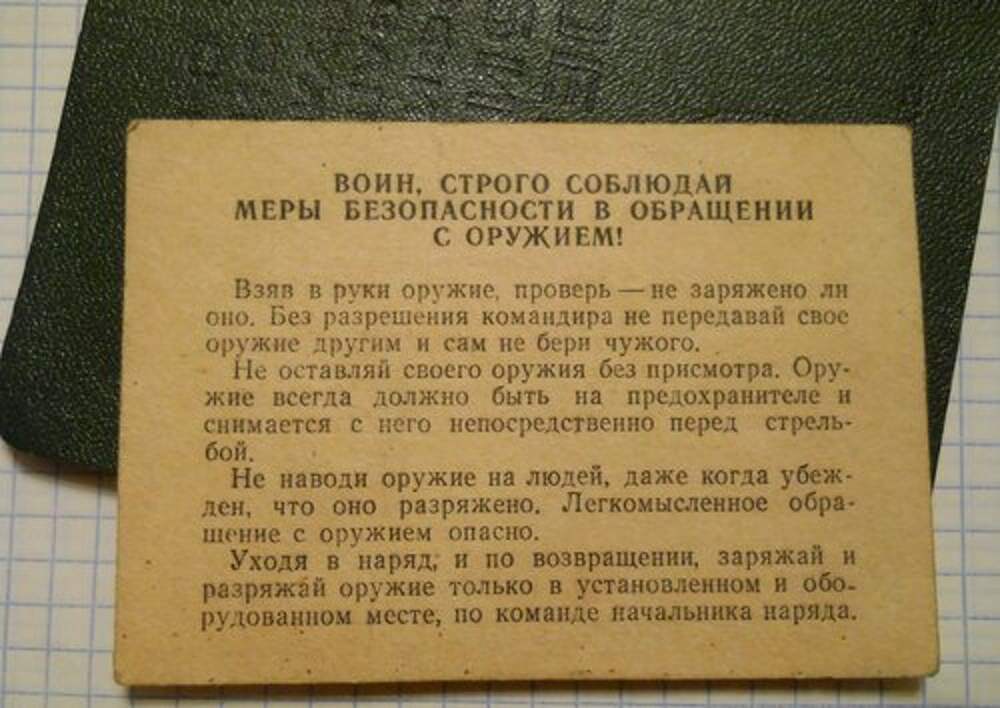 ВОИН, СТРОГО СОБЛЮДАЙ
МЕРЫ БЕЗОПАСНОСТИ В ОБРАЩЕНИИ
С ОРУЖИЕМ!
Взяв в руки оружие, проверь — не заряжено ли
оно. Без разрешения командира не передавай свое
оружие другим и сам не бери чужого.
Не оставляй своего оружия без присмотра. Ору-
жие всегда должно быть на предохранителе и
снимается с него непосредственно перед стрель-
бой.
Не наводи оружие на людей, даже когда убеж-
ден, что оно разряжено. Легкомысленное обра-
щение с оружием опасно.
Уходя в наряд, и по возвращении, заряжай и
разряжай оружие только в установленном и обо-
рудованном месте, по команде начальника наряда.